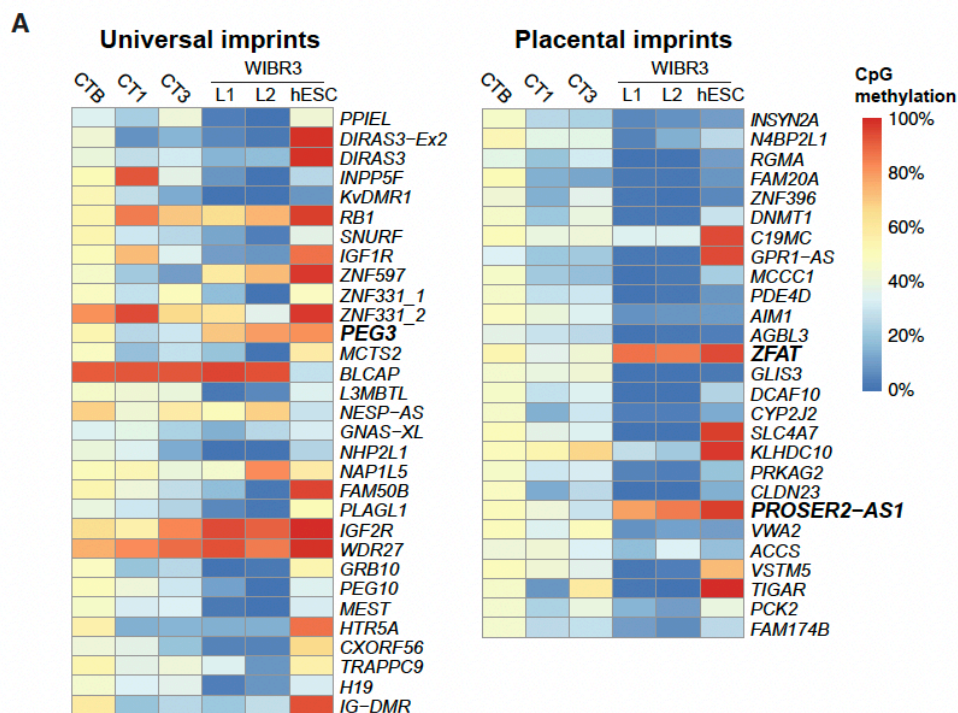 A
Universal imprints
Placental imprints
WIBR3
WIBR3
CTB CT1 CT3 L1 L2 hESC
CTB CT1 CT3 L1 L2 hESC
CpG
methylation
100%
80%
60%
40%
20%
0%
PPIEL
DIRAS3-Ex2
DIRAS3
INPP5F
KvDMR1
RB1
SNURF
IGF1R
ZNF597
ZNF331_1
ZNF331_2
PEG3
MCTS2
BLCAP
L3MBTL
NESP-AS
GNAS-XL
NHP2L1
NAP1L5
FAM50B
PLAGL1
IGF2R
WDR27
GRB10
PEG10
MEST
HTR5A
CXORF56
TRAPPC9
H19
IG-DMR
INSYN2A
N4BP2L1
RGMA
FAM20A
ZNF396
DNMT1
C19MC
GPR1-AS
MCCC1
PDE4D
AIM1
AGBL3
ZFAT
GLIS3
DCAF10
CYP2J2
SLC4A7
KLHDC10
PRKAG2
CLDN23
PROSER2-AS1
VWA2
ACCS
VSTM5
TIGAR
PCK2
FAM174B